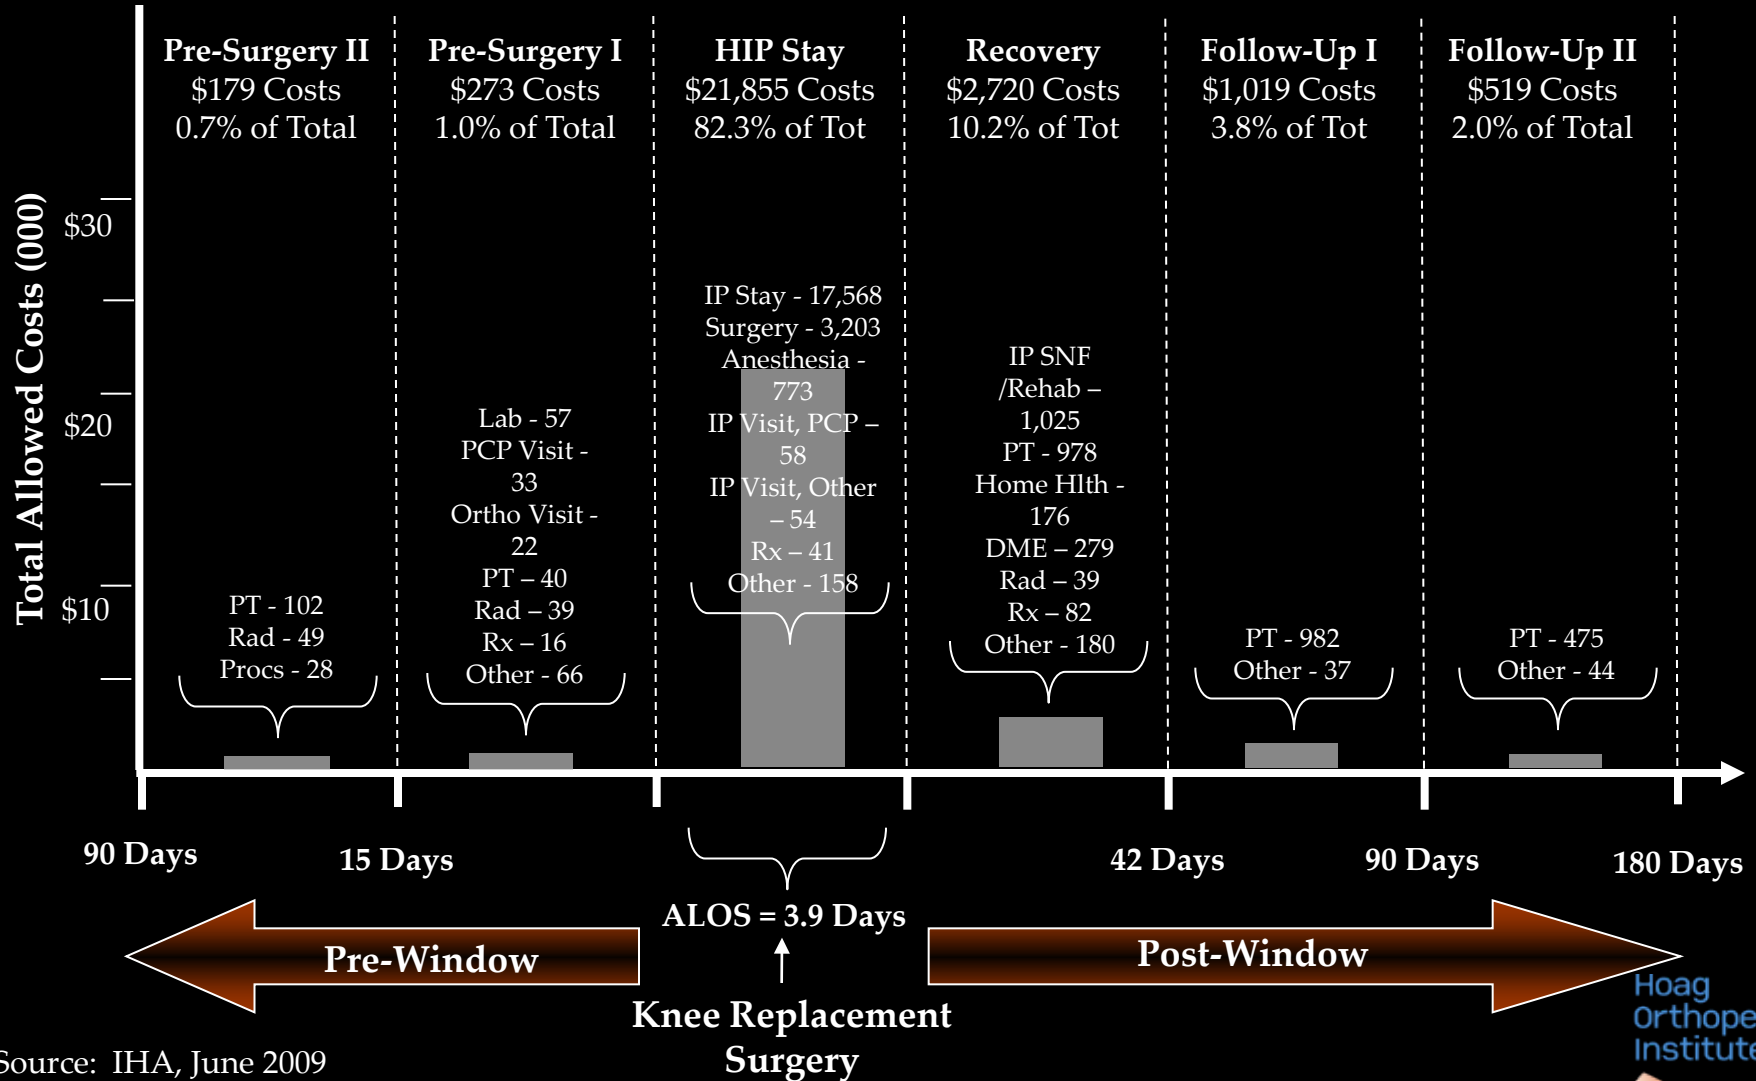 Pre-Surgery II
$179 Costs
0.7% of Total
Pre-Surgery I
$273 Costs
1.0% of Total
HIP Stay
$21,855 Costs
82.3% of Tot
Recovery
$2,720 Costs
10.2% of Tot
Follow-Up I
$1,019 Costs
3.8% of Tot
Follow-Up II
$519 Costs
2.0% of Total
Total Allowed Costs (000)
$30
$20
$10
PT - 102
Rad - 49
Procs - 28
Lab - 57
PCP Visit -
33
Ortho Visit -
22
PT – 40
Rad – 39
Rx – 16
Other - 66
IP Stay - 17,568
Surgery - 3,203
Anesthesia -
773
IP Visit, PCP –
58
IP Visit, Other
– 54
Rx – 41
Other - 158
IP SNF
/Rehab –
1,025
PT - 978
Home Hlth -
176
DME – 279
Rad – 39
Rx – 82
Other - 180
PT - 982
Other - 37
PT - 475
Other - 44
90 Days
15 Days
42 Days
90 Days
180 Days
ALOS = 3.9 Days
Pre-Window
Post-Window
Knee Replacement
Surgery
Source: IHA, June 2009
Hoag
Orthope
Institute